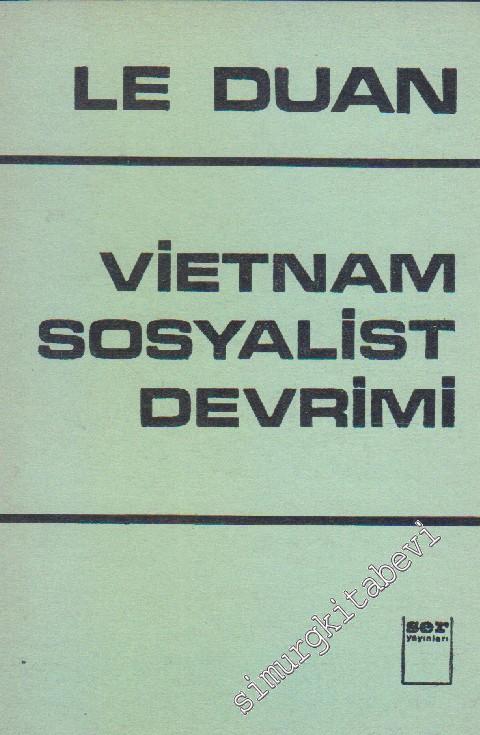 LE DUAN
VİETNAM
SOSYALİST
DEVRİMİ
simurgkitabevi
ser
yayınları